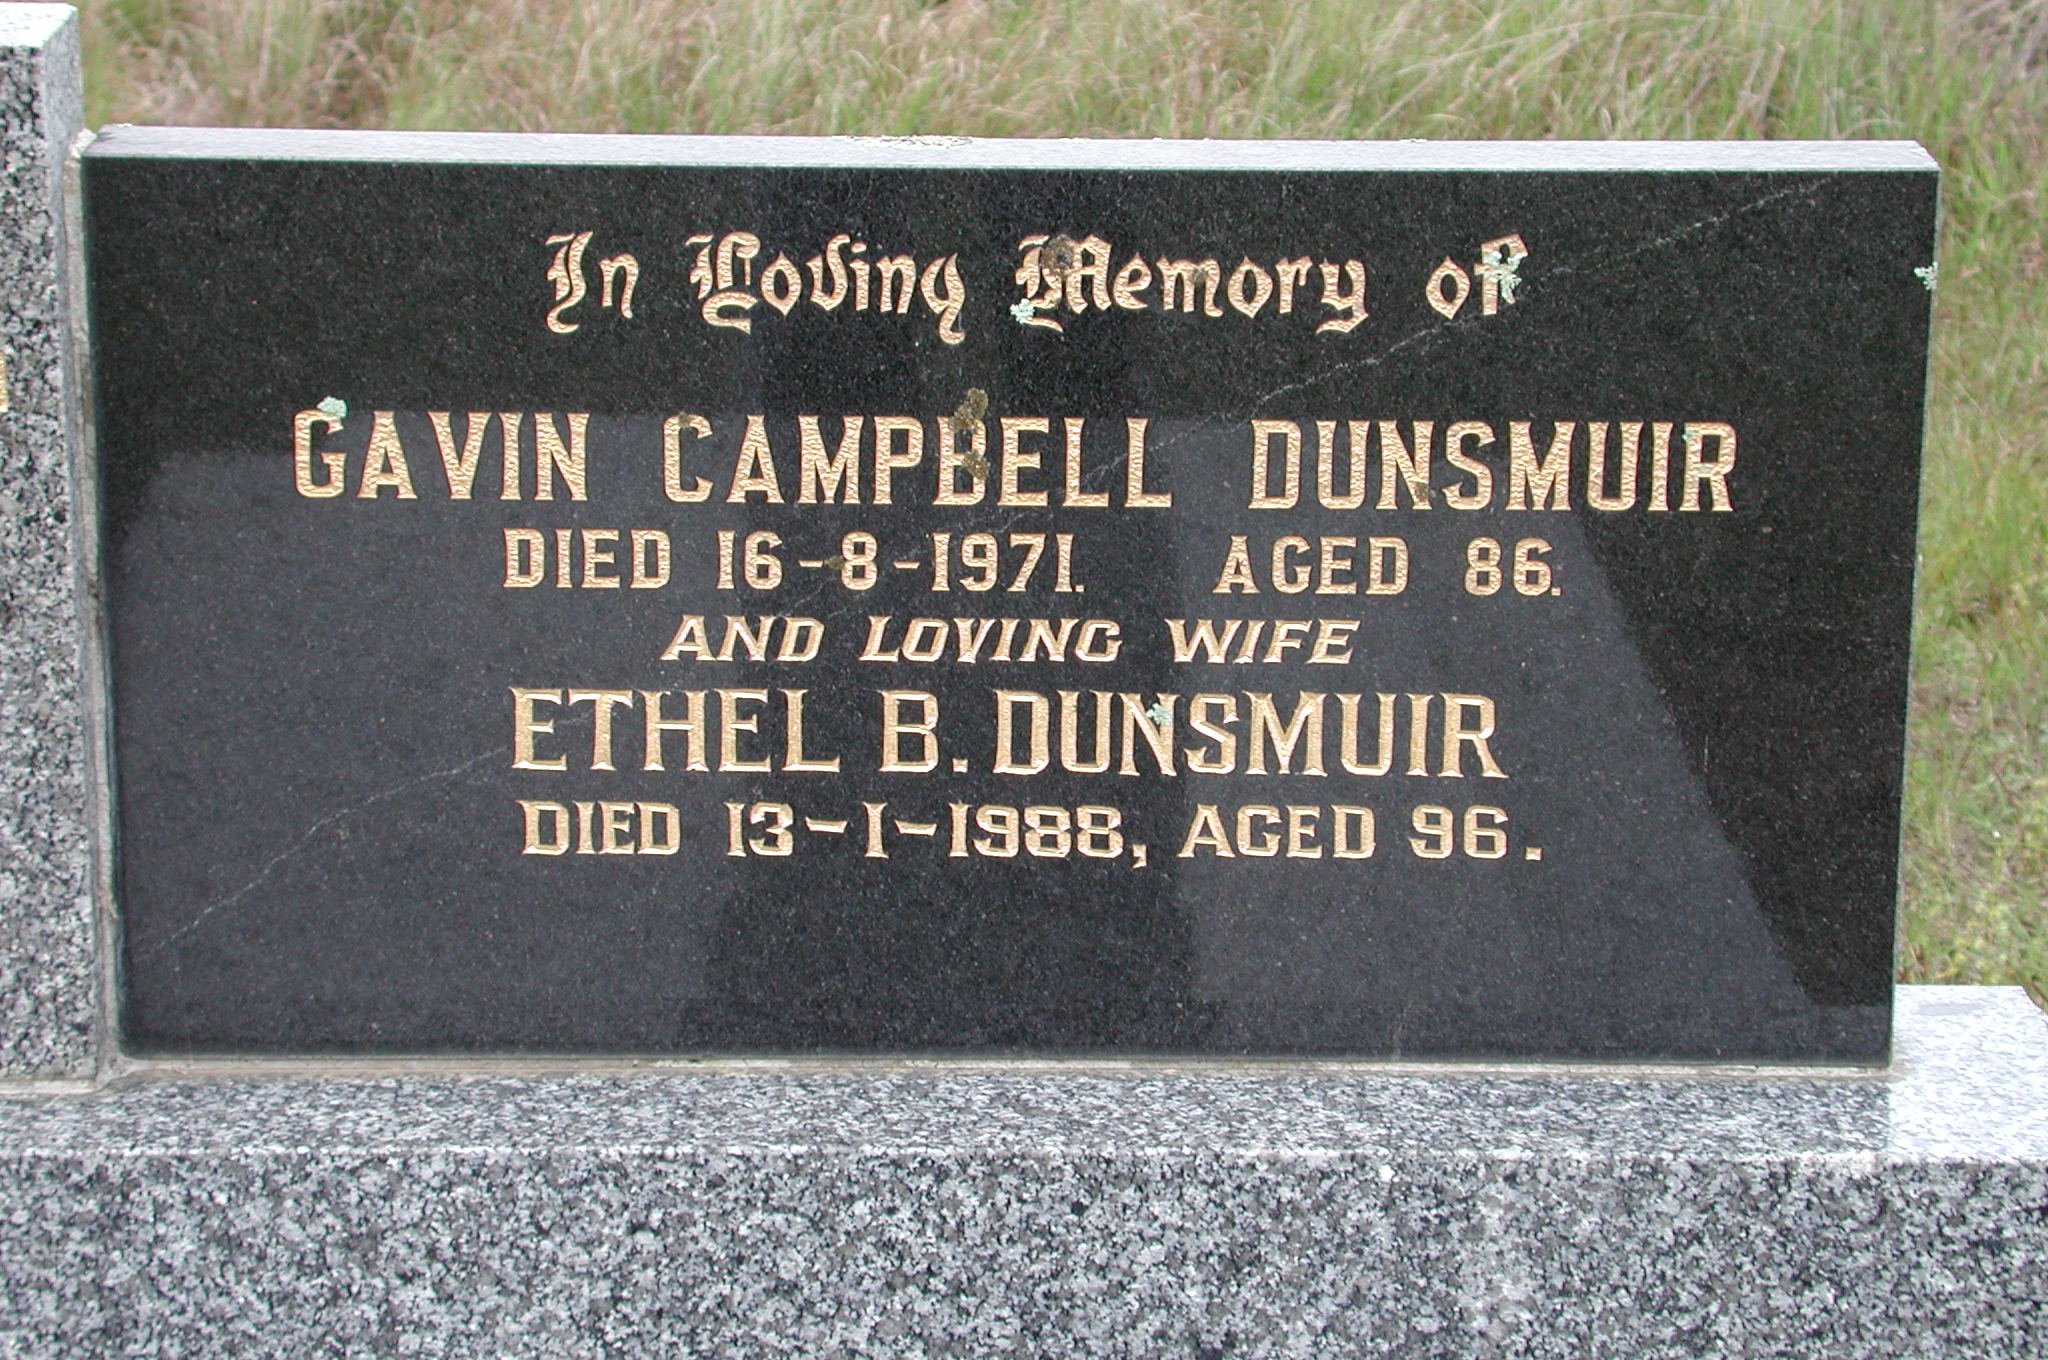 In Loving Memory of
GAVIN CAMPBELL DUNSMUIR
DIED 16-8-1971. AGED 86.
AND LOVING WIFE
ETHEL B. DUNSMUIR
DIED 13-1-1988, AGED 96.